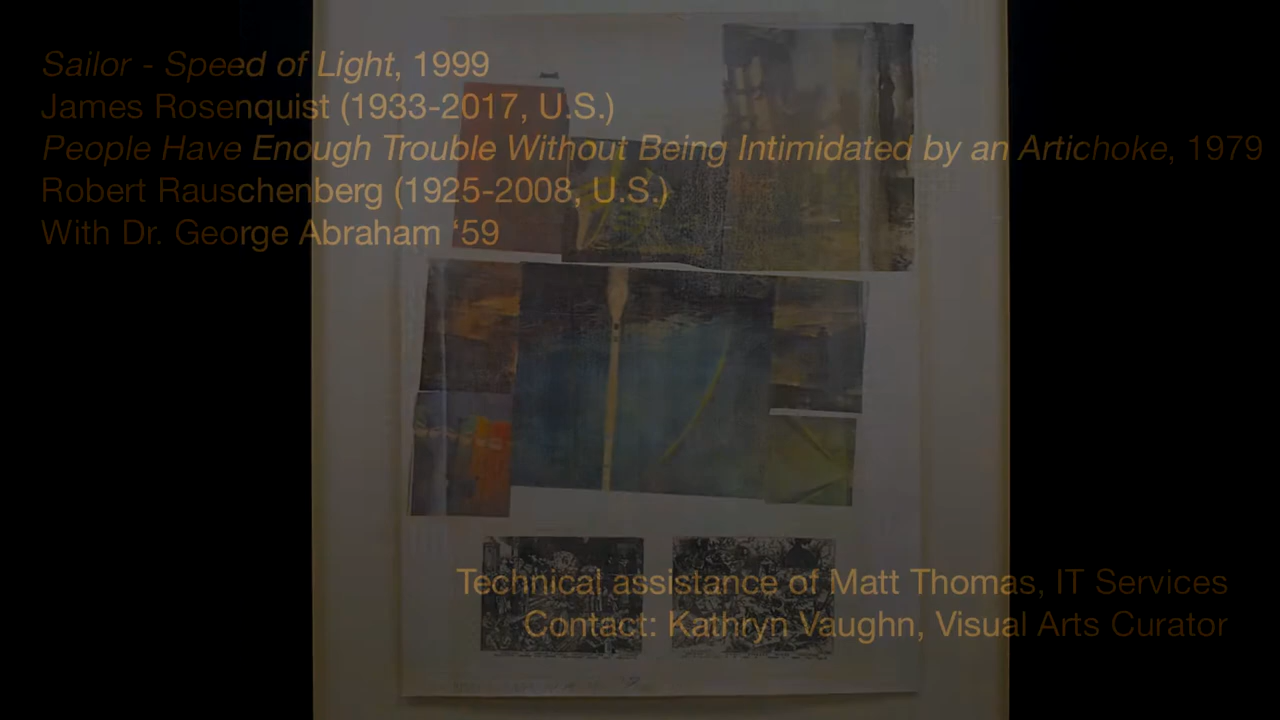 Sailor - Speed of Light, 1999
James Rosenquist (1933-2017, U.S.)
People Have Enough Trouble Without Being Intimidated by an Artichoke, 1979
Robert Rauschenberg (1925-2008, U.S.)
With Dr. George Abraham ‘59
Technical assistance of Matt Thomas, IT Services
Contact: Kathryn Vaughn, Visual Arts Curator